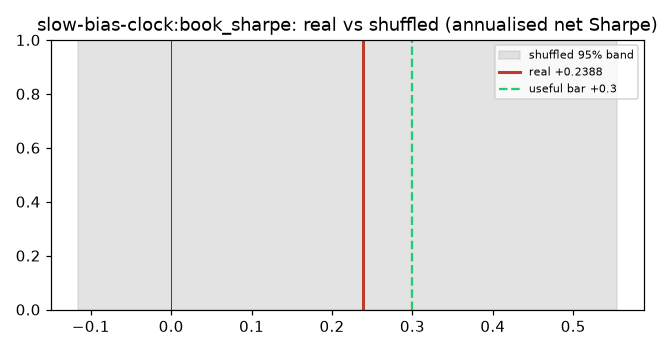 slow-bias-clock:book_sharpe: real vs shuffled (annualised net Sharpe)
1.0
0.8
0.6
0.4
0.2
0.0
shuffled 95% band
real +0.2388
useful bar +0.3
−0.1 0.0 0.1 0.2 0.3 0.4 0.5